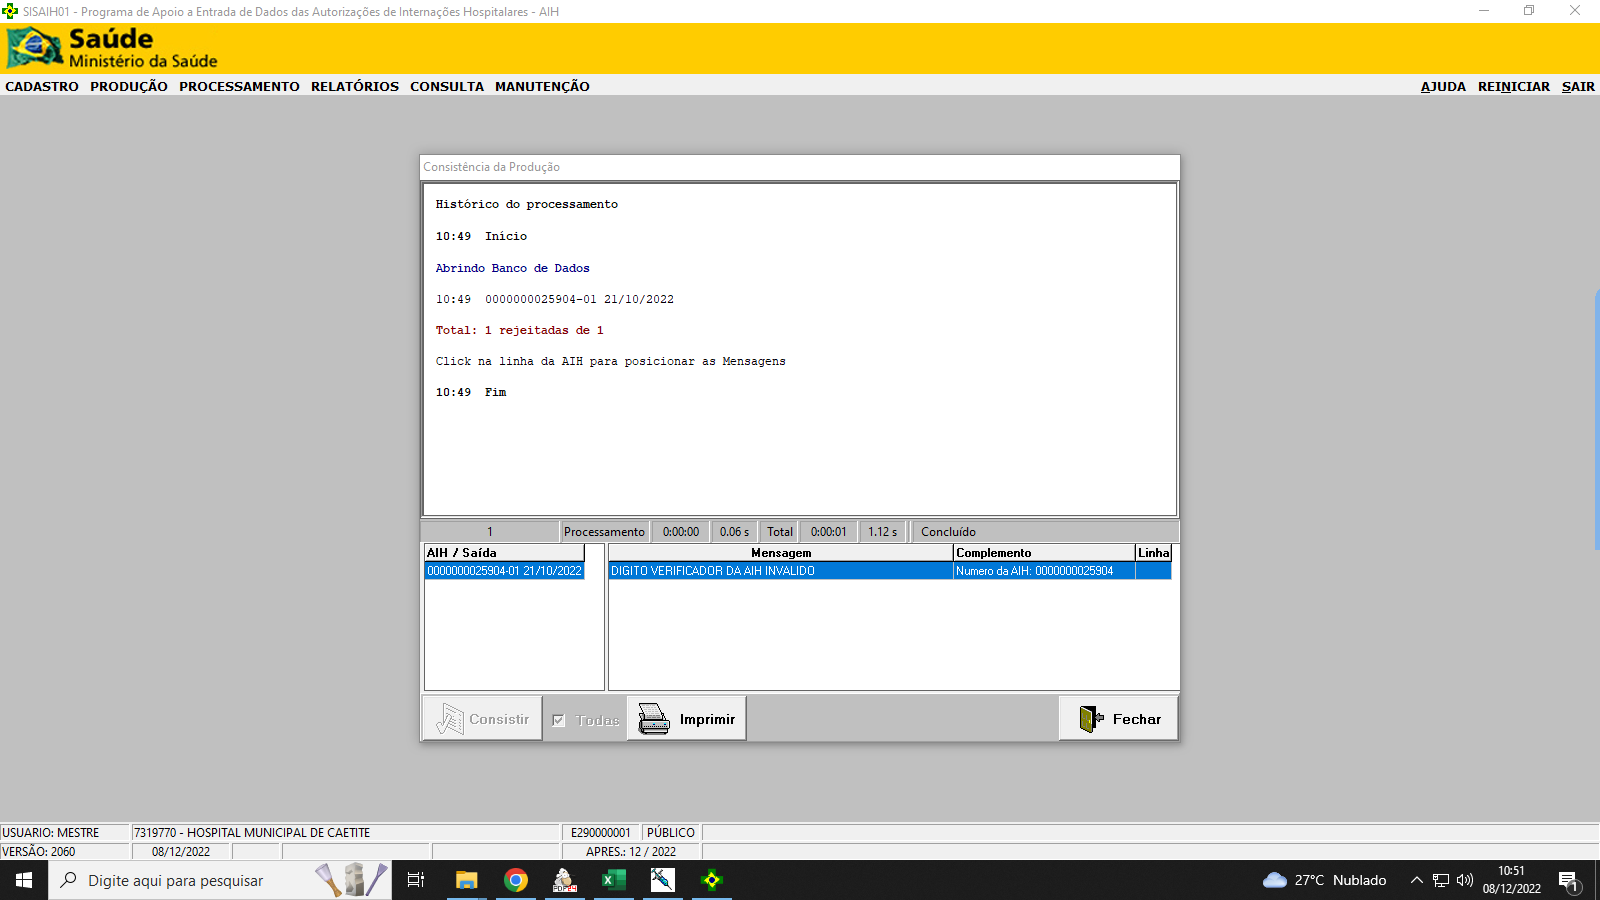 SISAIH01 - Programa de Apoio a Entrada de Dados das Autorizações de Internações Hospitalares - AIH
Saúde
Ministério da Saúde
CADASTRO PRODUÇÃO PROCESSAMENTO RELATÓRIOS CONSULTA MANUTENÇÃO AJUDA REINICIAR SAIR
Consistência da Produção
Histórico do processamento
10:49 Início
Abrindo Banco de Dados
10:49 0000000025904-01 21/10/2022
Total: 1 rejeitadas de 1
Click na linha da AIH para posicionar as Mensagens
10:49 Fim
1 Processamento 0:00:00 0.06 s Total 0:00:01 1.12 s Concluído
AIH / Saída Mensagem Complemento Linha
0000000025904-01 21/10/2022 DIGITO VERIFICADOR DA AIH INVALIDO Numero da AIH: 0000000025904
Consistir Todas Imprimir Fechar
USUARIO: MESTRE 7319770 - HOSPITAL MUNICIPAL DE CAETITE E290000001 PÚBLICO
VERSÃO: 2060 08/12/2022 APRES.: 12 / 2022
Digite aqui para pesquisar 27°C Nublado 10:51
08/12/2022 1